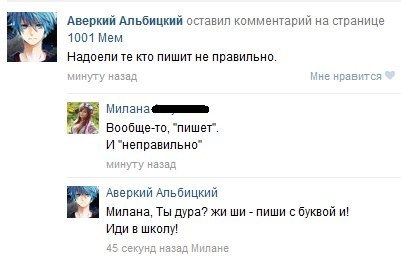 Аверкий Альбицкий оставил комментарий на странице
1001 Мем
Надоели те кто пишит не правильно.
минуту назад
Мне нравится
Милана
Вообще-то, "пишет".
И "неправильно"
минуту назад
Аверкий Альбицкий
Милана, Ты дура? жи ши - пиши с буквой и!
Иди в школу!
45 секунд назад Милане